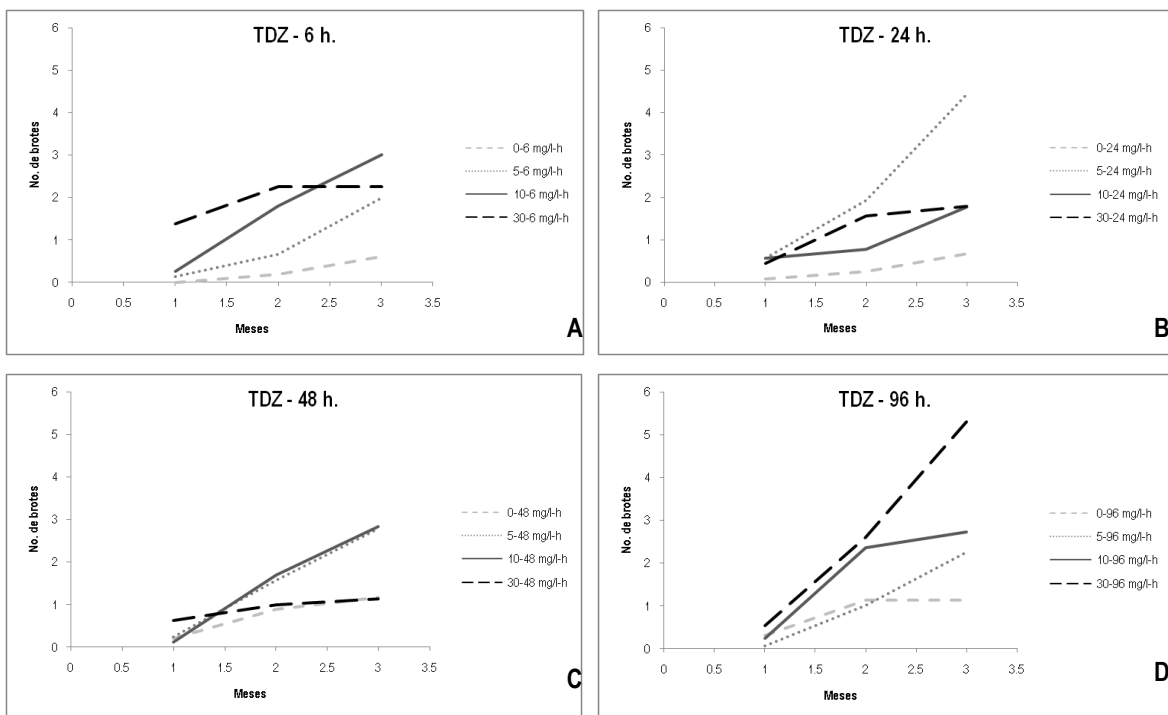 TDZ - 6 h.
6
5
4
3
2
1
0
0 0.5 1 1.5 2 2.5 3 3.5
No. de brotes
Meses
0-6 mg/l-h
5-6 mg/l-h
10-6 mg/l-h
30-6 mg/l-h
A
TDZ - 24 h.
6
5
4
3
2
1
0
0 0.5 1 1.5 2 2.5 3 3.5
No. de brotes
Meses
0-24 mg/l-h
5-24 mg/l-h
10-24 mg/l-h
30-24 mg/l-h
B
TDZ - 48 h.
6
5
4
3
2
1
0
0 0.5 1 1.5 2 2.5 3 3.5
No. de brotes
Meses
0-48 mg/l-h
5-48 mg/l-h
10-48 mg/l-h
30-48 mg/l-h
C
TDZ - 96 h.
6
5
4
3
2
1
0
0 0.5 1 1.5 2 2.5 3 3.5
No. de brotes
Meses
0-96 mg/l-h
5-96 mg/l-h
10-96 mg/l-h
30-96 mg/l-h
D